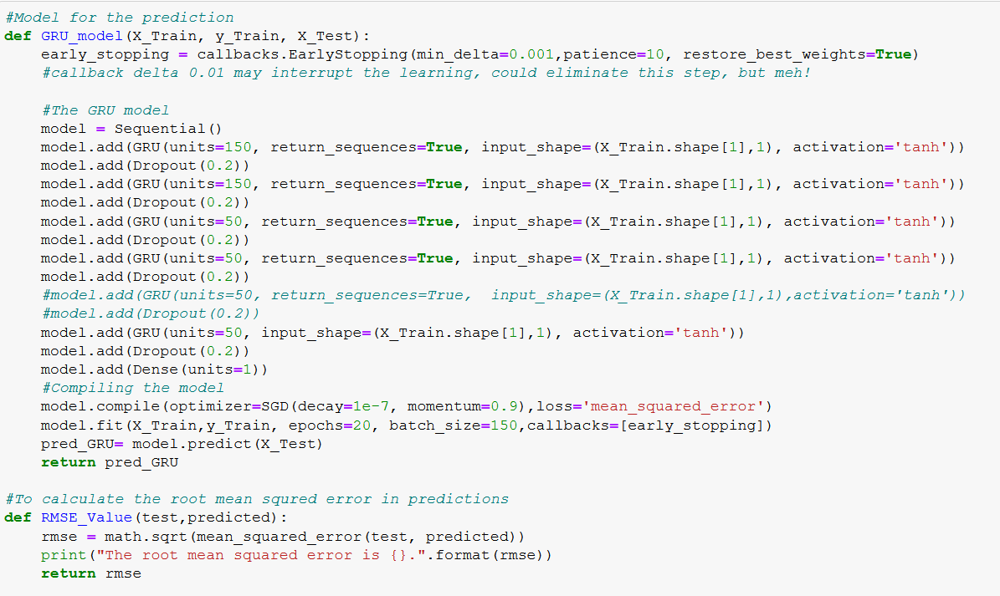 #Model for the prediction
def GRU_model(X_Train, y_Train, X_Test):
    early_stopping = callbacks.EarlyStopping(min_delta=0.001,patience=10, restore_best_weights=True)
    #callback delta 0.01 may interrupt the learning, could eliminate this step, but meh!

    #The GRU model
    model = Sequential()
    model.add(GRU(units=150, return_sequences=True, input_shape=(X_Train.shape[1],1), activation='tanh'))
    model.add(Dropout(0.2))
    model.add(GRU(units=150, return_sequences=True, input_shape=(X_Train.shape[1],1), activation='tanh'))
    model.add(Dropout(0.2))
    model.add(GRU(units=50, return_sequences=True, input_shape=(X_Train.shape[1],1), activation='tanh'))
    model.add(Dropout(0.2))
    model.add(GRU(units=50, return_sequences=True, input_shape=(X_Train.shape[1],1), activation='tanh'))
    model.add(Dropout(0.2))
    #model.add(GRU(units=50, return_sequences=True,  input_shape=(X_Train.shape[1],1),activation='tanh'))
    #model.add(Dropout(0.2))
    model.add(GRU(units=50, input_shape=(X_Train.shape[1],1), activation='tanh'))
    model.add(Dropout(0.2))
    model.add(Dense(units=1))
    #Compiling the model
    model.compile(optimizer=SGD(decay=1e-7, momentum=0.9),loss='mean_squared_error')
    model.fit(X_Train,y_Train, epochs=20, batch_size=150,callbacks=[early_stopping])
    pred_GRU= model.predict(X_Test)
    return pred_GRU

#To calculate the root mean squred error in predictions
def RMSE_Value(test,predicted):
    rmse = math.sqrt(mean_squared_error(test, predicted))
    print("The root mean squared error is {}.".format(rmse))
    return rmse